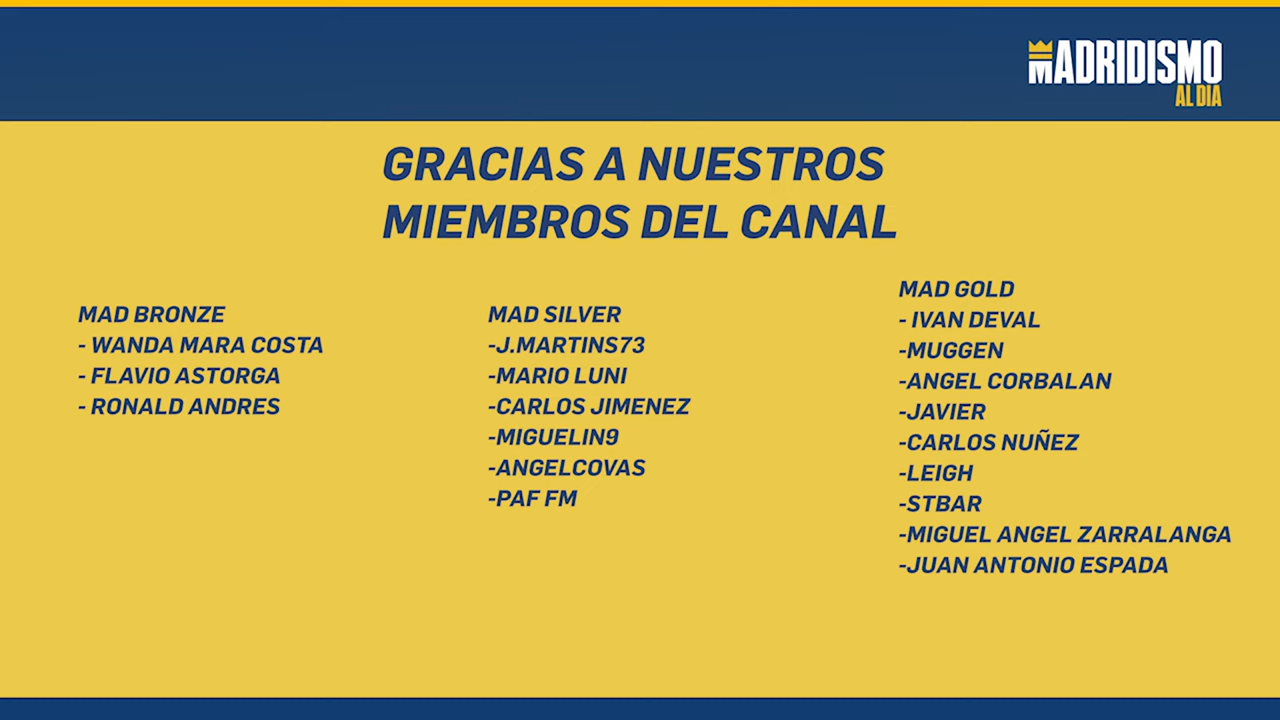 MADRIDISMO
AL DIA
GRACIAS A NUESTROS
MIEMBROS DEL CANAL
MAD BRONZE
- WANDA MARA COSTA
- FLAVIO ASTORGA
- RONALD ANDRES
MAD SILVER
-J.MARTINS73
-MARIO LUNI
-CARLOS JIMENEZ
-MIGUELIN9
-ANGELCOVAS
-PAF FM
MAD GOLD
- IVAN DEVAL
-MUGGEN
-ANGEL CORBALAN
-JAVIER
-CARLOS NUÑEZ
-LEIGH
-STBAR
-MIGUEL ANGEL ZARRALANGA
-JUAN ANTONIO ESPADA